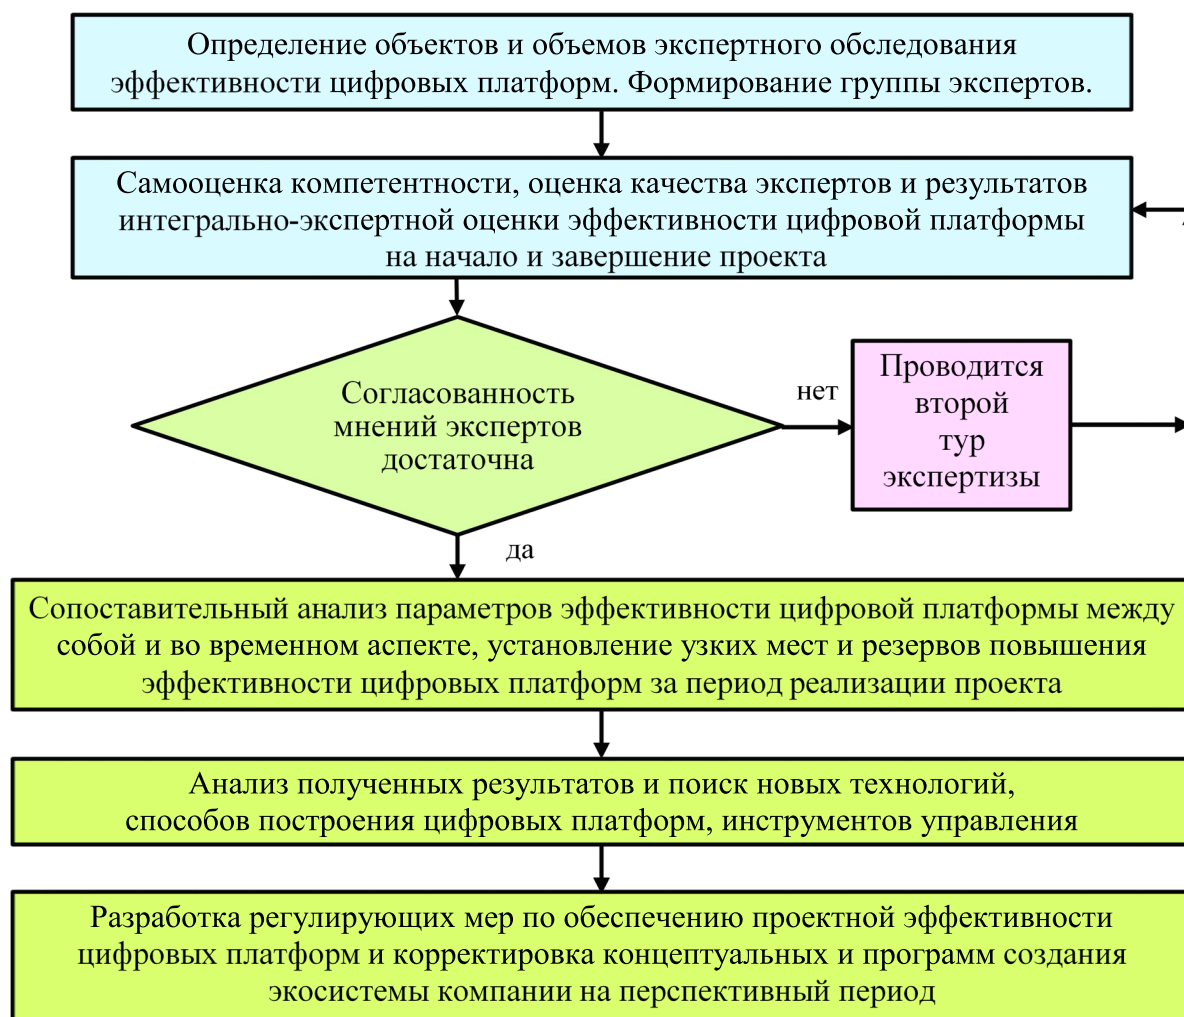 Определение объектов и объемов экспертного обследования
эффективности цифровых платформ. Формирование группы экспертов.
Самооценка компетентности, оценка качества экспертов и результатов
интегрально-экспертной оценки эффективности цифровой платформы
на начало и завершение проекта
Согласованность
мнений экспертов
достаточна
нет
Проводится
второй
тур
экспертизы
да
Сопоставительный анализ параметров эффективности цифровой платформы между
собой и во временном аспекте, установление узких мест и резервов повышения
эффективности цифровых платформ за период реализации проекта
Анализ полученных результатов и поиск новых технологий,
способов построения цифровых платформ, инструментов управления
Разработка регулирующих мер по обеспечению проектной эффективности
цифровых платформ и корректировка концептуальных и программ создания
экосистемы компании на перспективный период